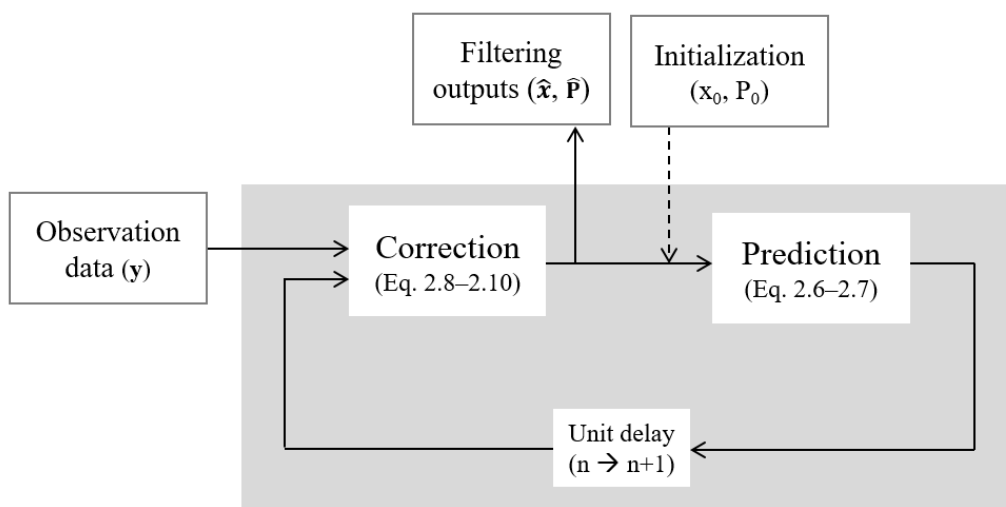 Filtering
outputs (x̂, P̂)
Initialization
(x₀, P₀)
Observation
data (y)
Correction
(Eq. 2.8–2.10)
Prediction
(Eq. 2.6–2.7)
Unit delay
(n → n+1)